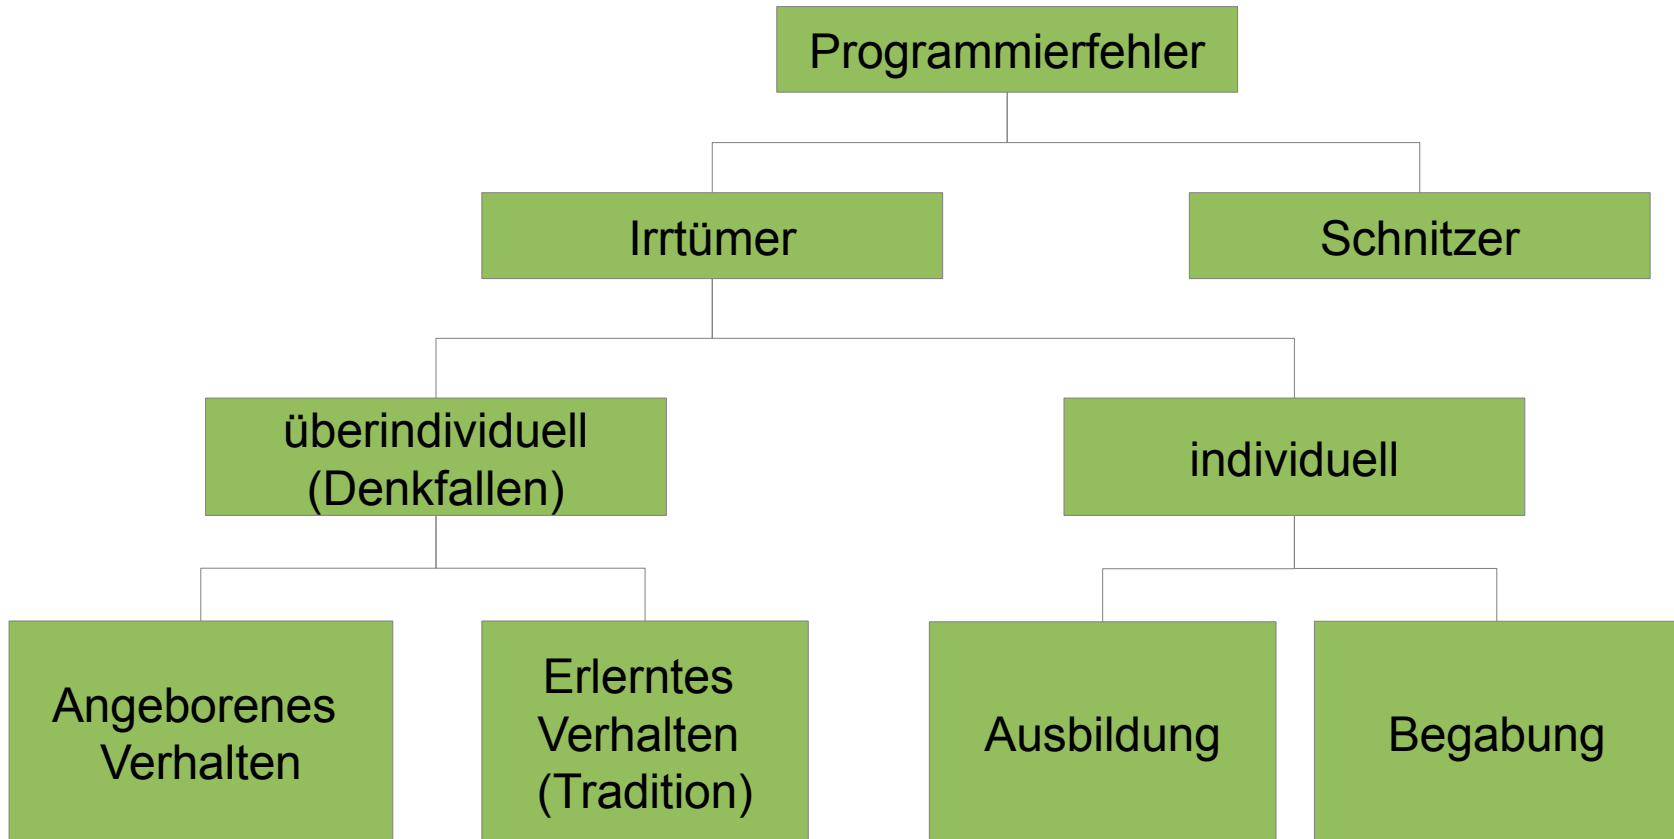 Programmierfehler
Irrtümer
Schnitzer
überindividuell
(Denkfallen)
individuell
Angeborenes
Verhalten
Erlerntes
Verhalten
(Tradition)
Ausbildung
Begabung